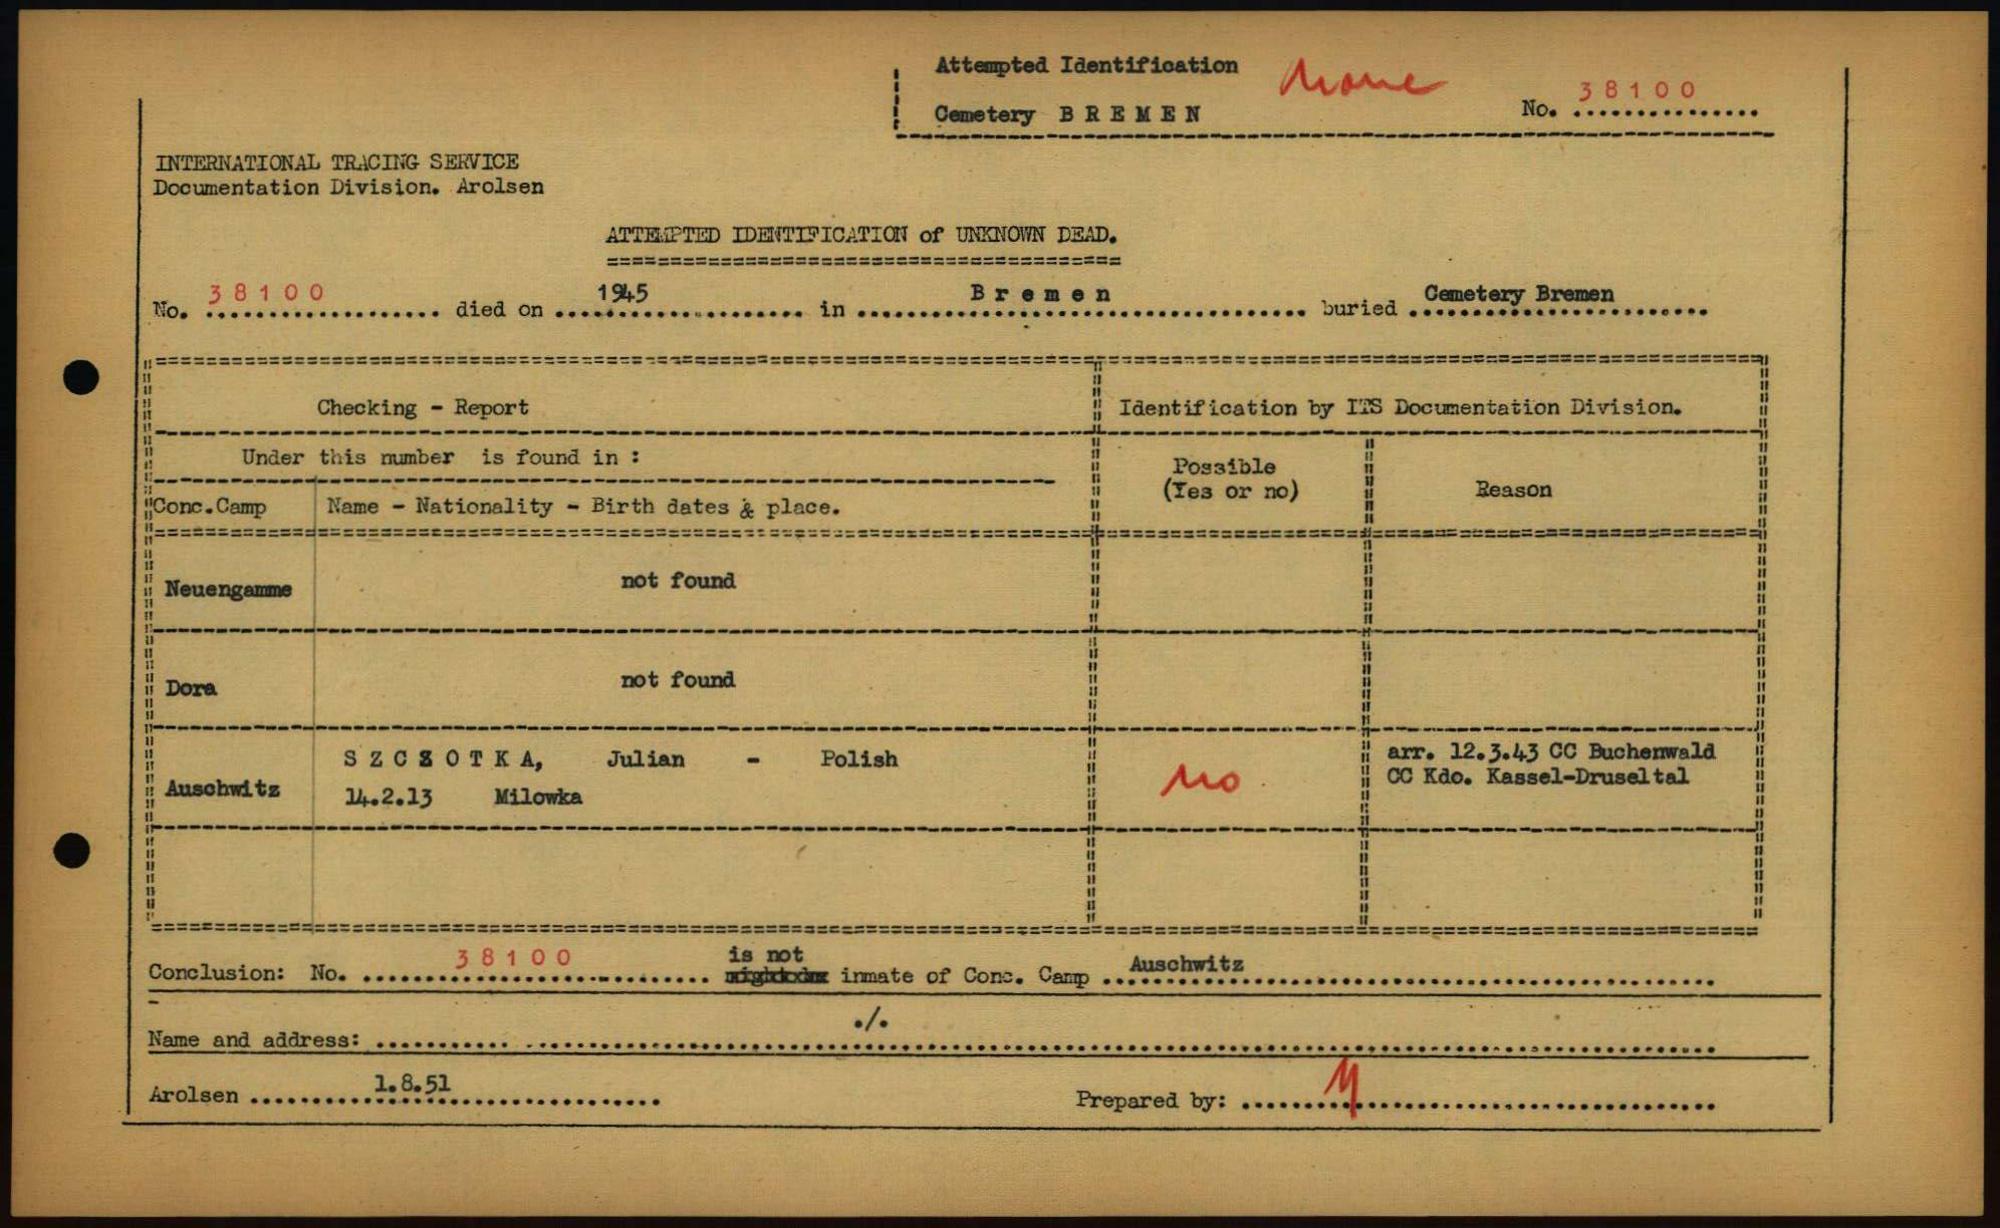 Attempted Identification none
Cemetery B R E M E N No. 38100
INTERNATIONAL TRACING SERVICE
Documentation Division. Arolsen
ATTEMPTED IDENTIFICATION of UNKNOWN DEAD.
No. 38100 died on 1945 in B r e m e n buried Cemetery Bremen
Checking - Report Identification by ITS Documentation Division.
Under this number is found in :
Possible
(Yes or no) Reason
Conc.Camp Name - Nationality - Birth dates & place.
Neuengamme not found
Dora not found
Auschwitz S Z C Z O T K A, Julian - Polish
14.2.13 Milowka
no
arr. 12.3.43 CC Buchenwald
CC Kdo. Kassel-Druseltal
is not
Conclusion: No. 38100 inmate of Conc. Camp Auschwitz
Name and address: ./.
Arolsen 1.8.51 Prepared by: